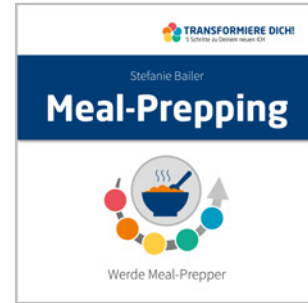 TRANSFORMIERE DICH!
5 Schritte zu Deinem neuen ICH
Stefanie Bailer
Meal-Prepping
Werde Meal-Prepper